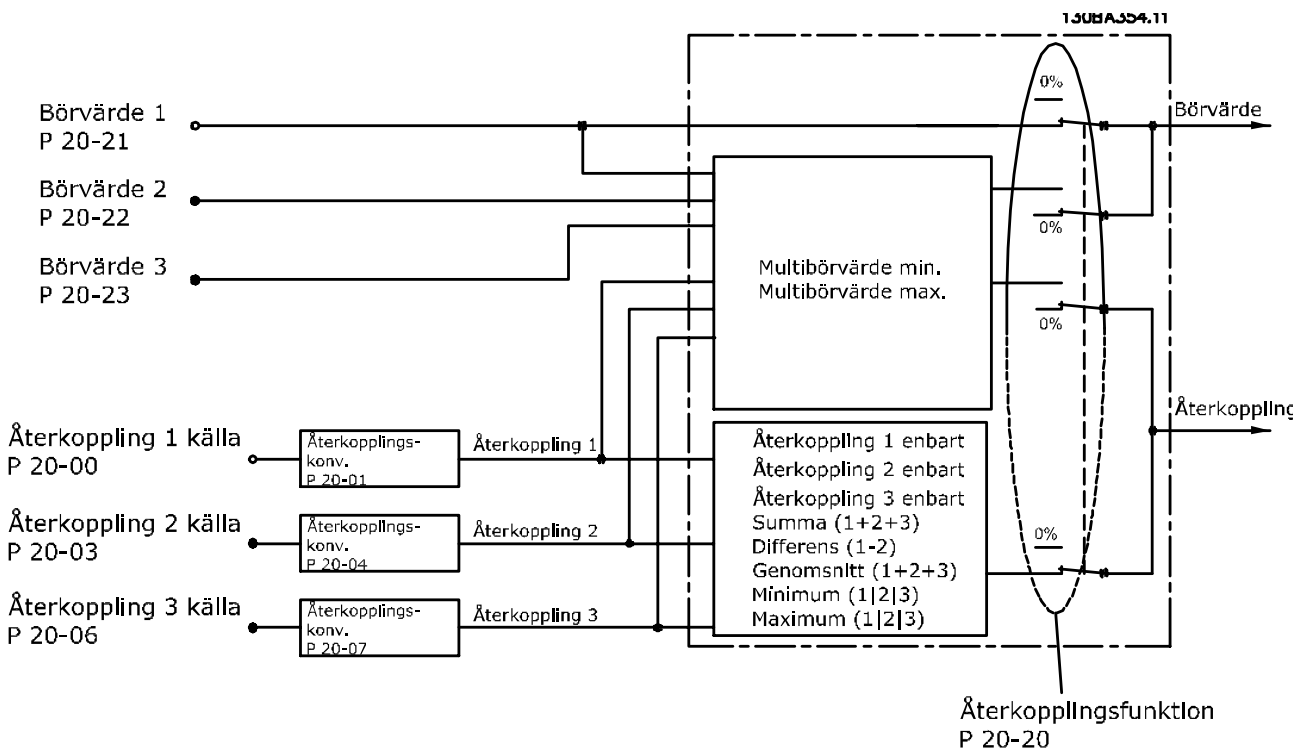 130BA354.11
0%
Börvärde 1
P 20-21
Börvärde
Börvärde 2
P 20-22
0%
Börvärde 3
P 20-23
Multibörvärde min.
Multibörvärde max.
0%
Återkoppling
Återkoppling 1 källa
P 20-00
Återkopplings-
konv.
P 20-01
Återkoppling 1
Återkoppling 1 enbart
Återkoppling 2 enbart
Återkoppling 3 enbart
Summa (1+2+3)
Differens (1-2)
Genomsnitt (1+2+3)
Minimum (1|2|3)
Maximum (1|2|3)
0%
Återkoppling 2 källa
P 20-03
Återkopplings-
konv.
P 20-04
Återkoppling 2
Återkoppling 3 källa
P 20-06
Återkopplings-
konv.
P 20-07
Återkoppling 3
Återkopplingsfunktion
P 20-20